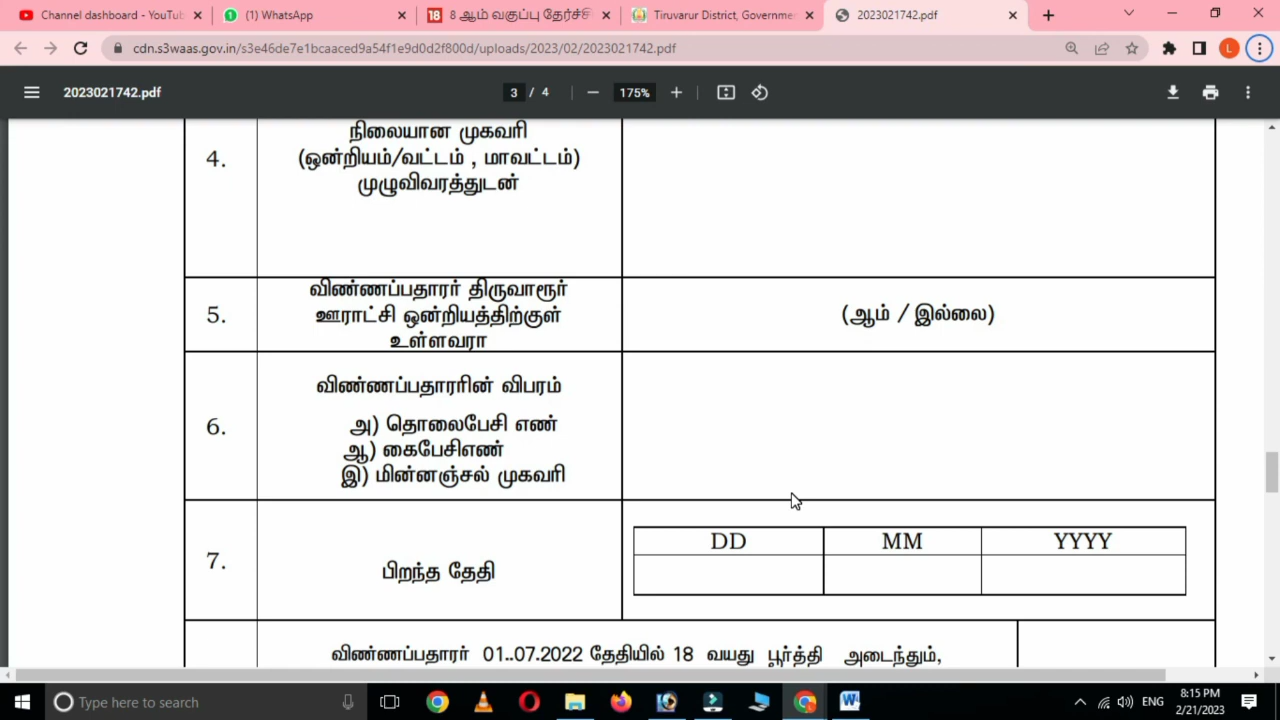 Channel dashboard - YouTu
(1) WhatsApp
8 ஆம் வகுப்பு தேர்ச்சி
Tiruvarur District, Governme
2023021742.pdf
cdn.s3waas.gov.in/s3e46de7e1bcaaced9a54f1e9d0d2f800d/uploads/2023/02/2023021742.pdf
L
2023021742.pdf
3 / 4
175%
4.
நிலையான முகவரி
(ஒன்றியம்/வட்டம் , மாவட்டம்)
முழுவிவரத்துடன்
5.
விண்ணப்பதாரர் திருவாரூர்
ஊராட்சி ஒன்றியத்திற்குள்
உள்ளவரா
(ஆம் / இல்லை)
6.
விண்ணப்பதாரரின் விபரம்
அ) தொலைபேசி எண்
ஆ) கைபேசிஎண்
இ) மின்னஞ்சல் முகவரி
7.
பிறந்த தேதி
DD MM YYYY
விண்ணப்பதாரர் 01..07.2022 தேதியில் 18 வயது பூர்த்தி அடைந்தும்,
Type here to search
ENG
8:15 PM
2/21/2023